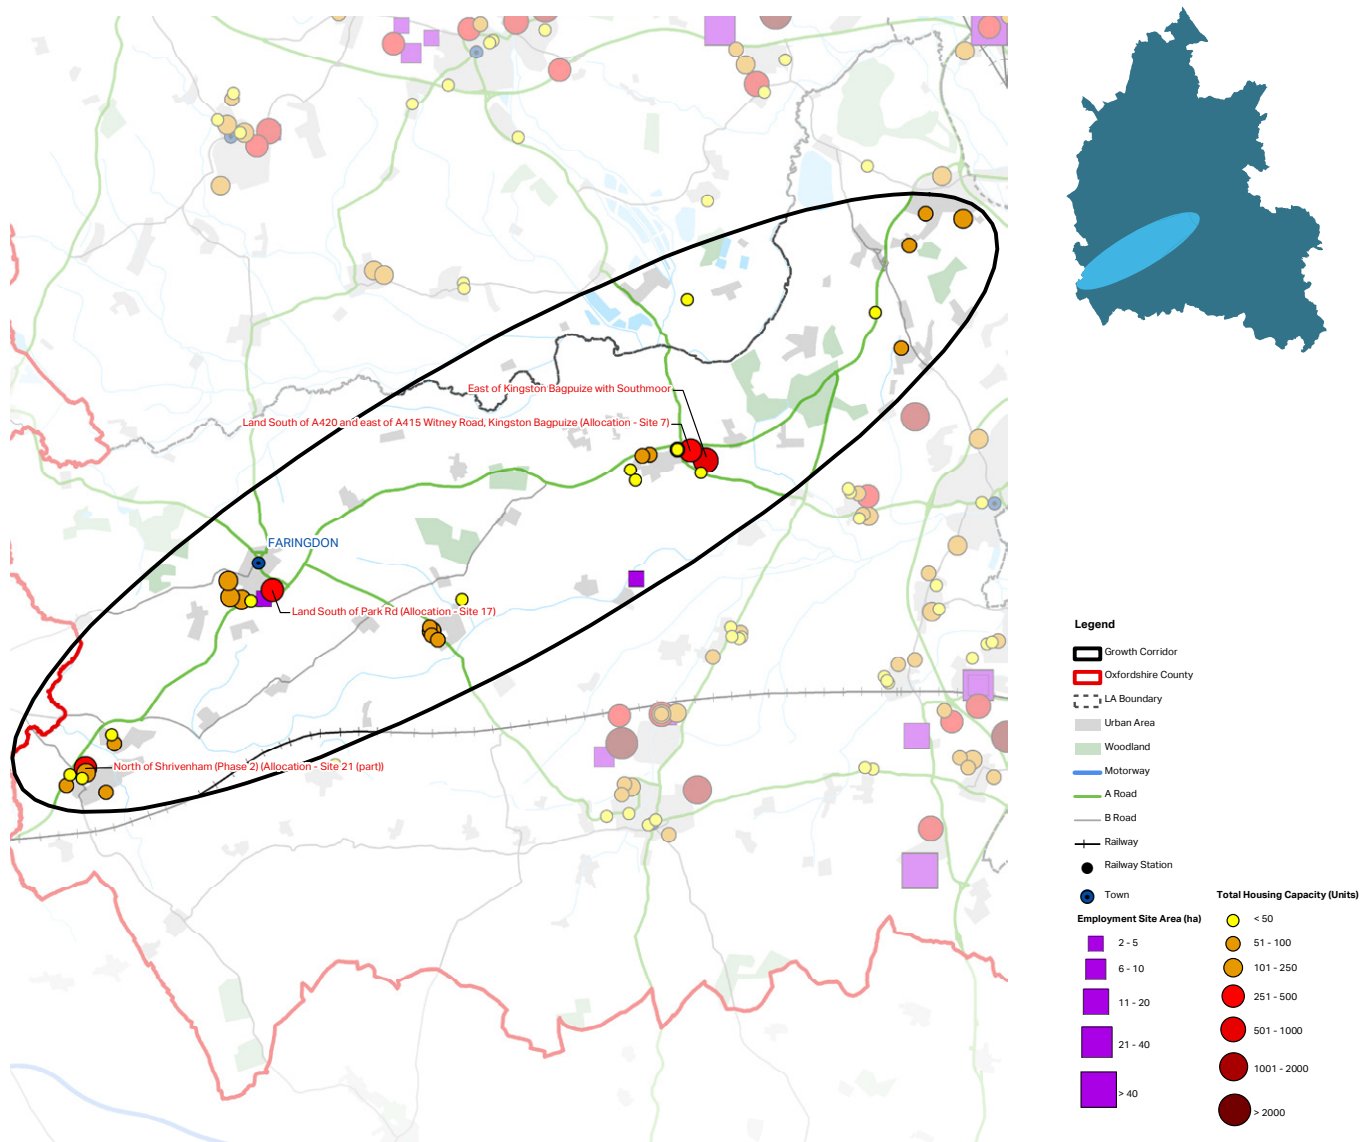 East of Kingston Bagpuize with Southmoor
Land South of A420 and east of A415 Witney Road, Kingston Bagpuize (Allocation - Site 7)
FARINGDON
Land South of Park Rd (Allocation - Site 17)
North of Shrivenham (Phase 2) (Allocation - Site 21 (part))
Legend
Growth Corridor
Oxfordshire County
LA Boundary
Urban Area
Woodland
Motorway
A Road
B Road
Railway
Railway Station
Town
Employment Site Area (ha)
2 - 5
6 - 10
11 - 20
21 - 40
> 40
Total Housing Capacity (Units)
< 50
51 - 100
101 - 250
251 - 500
501 - 1000
1001 - 2000
> 2000